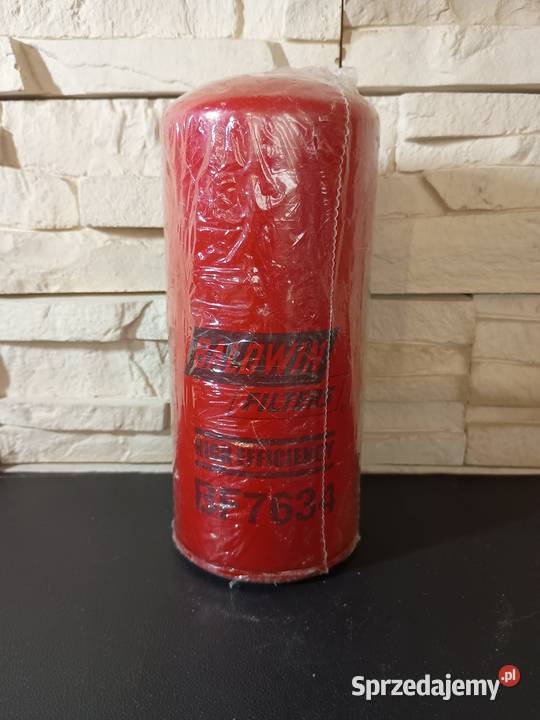 BALDWIN
FILTERS
HIGH EFFICIENCY
BF7634
Sprzedajemy.pl